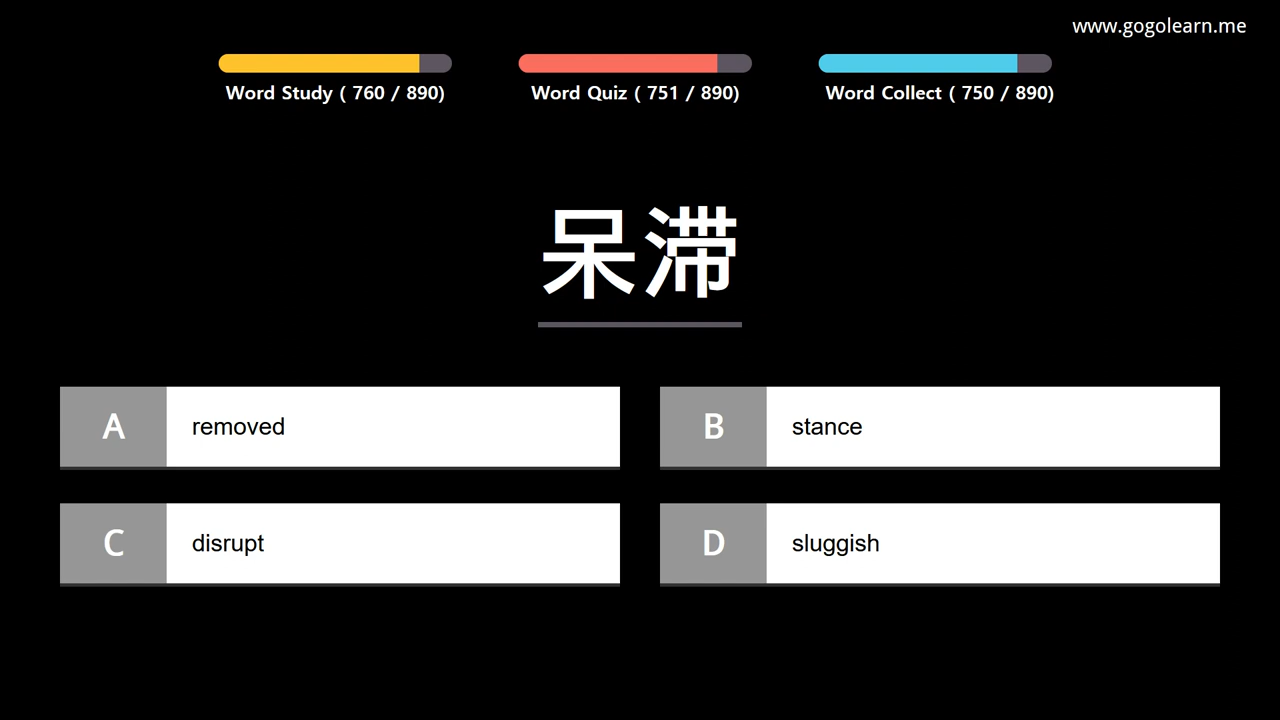 www.gogolearn.me
Word Study ( 760 / 890)
Word Quiz ( 751 / 890)
Word Collect ( 750 / 890)
呆滞
A removed
B stance
C disrupt
D sluggish